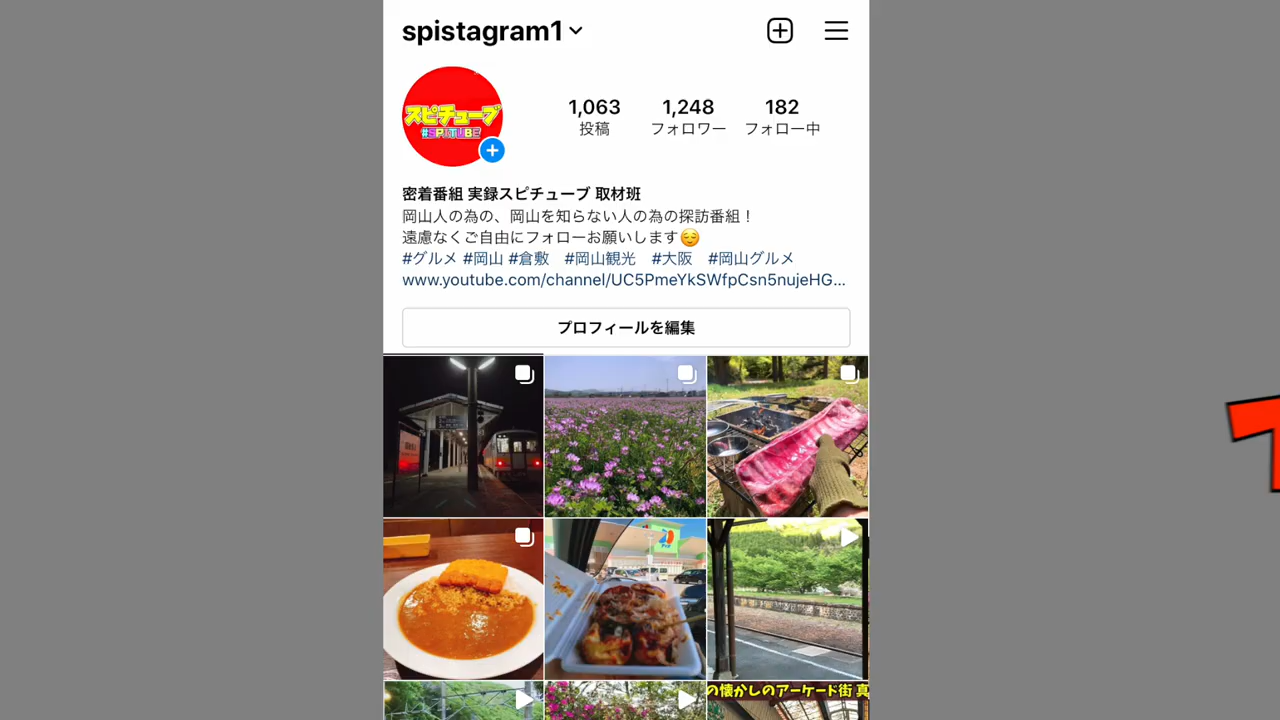 spistagram1
スピチューブ
#SPITUBE
1,063
投稿
1,248
フォロワー
182
フォロー中
密着番組 実録スピチューブ 取材班
岡山人の為の、岡山を知らない人の為の探訪番組！
遠慮なくご自由にフォローお願いします😌
#グルメ #岡山 #倉敷　#岡山観光　#大阪　#岡山グルメ
www.youtube.com/channel/UC5PmeYkSWfpCsn5nujeHG...
プロフィールを編集
の懐かしのアーケード街 真